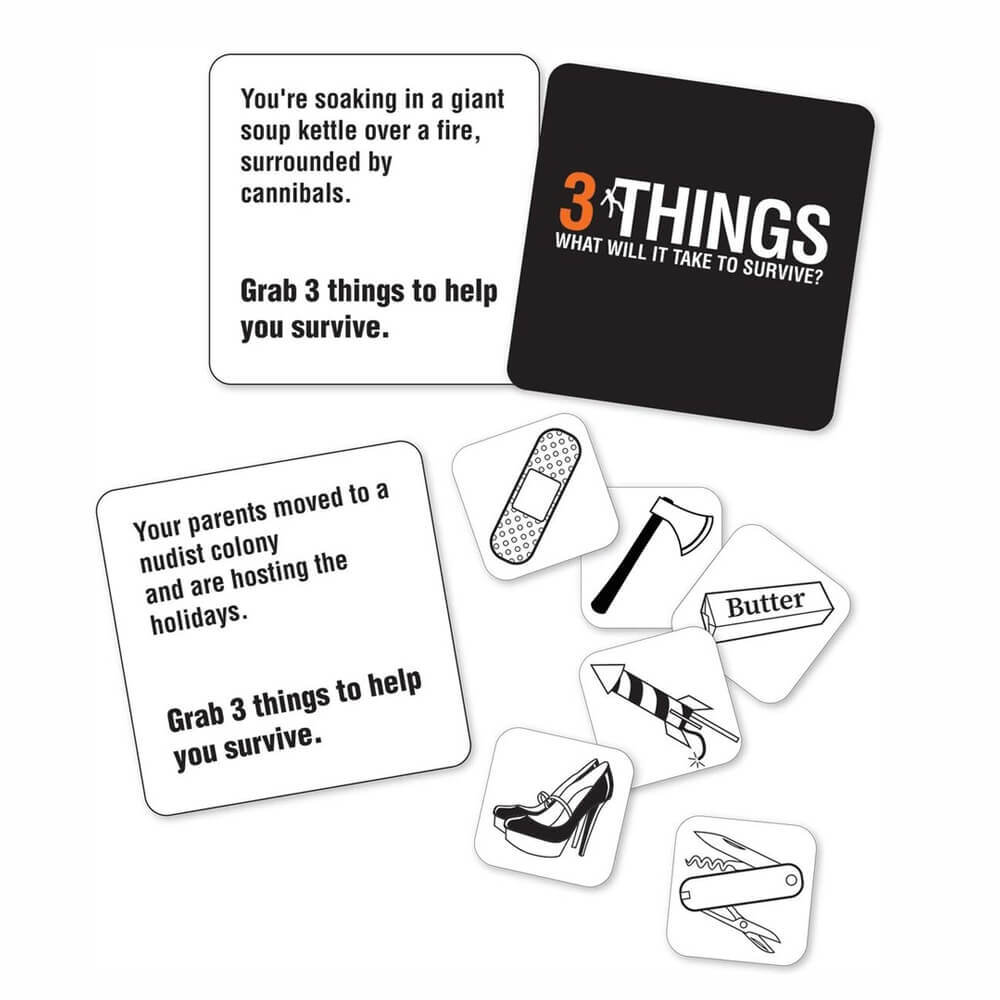 You're soaking in a giant
soup kettle over a fire,
surrounded by
cannibals.
Grab 3 things to help
you survive.
3 THINGS
WHAT WILL IT TAKE TO SURVIVE?
Your parents moved to a
nudist colony
and are hosting the
holidays.
Grab 3 things to help
you survive.
Butter